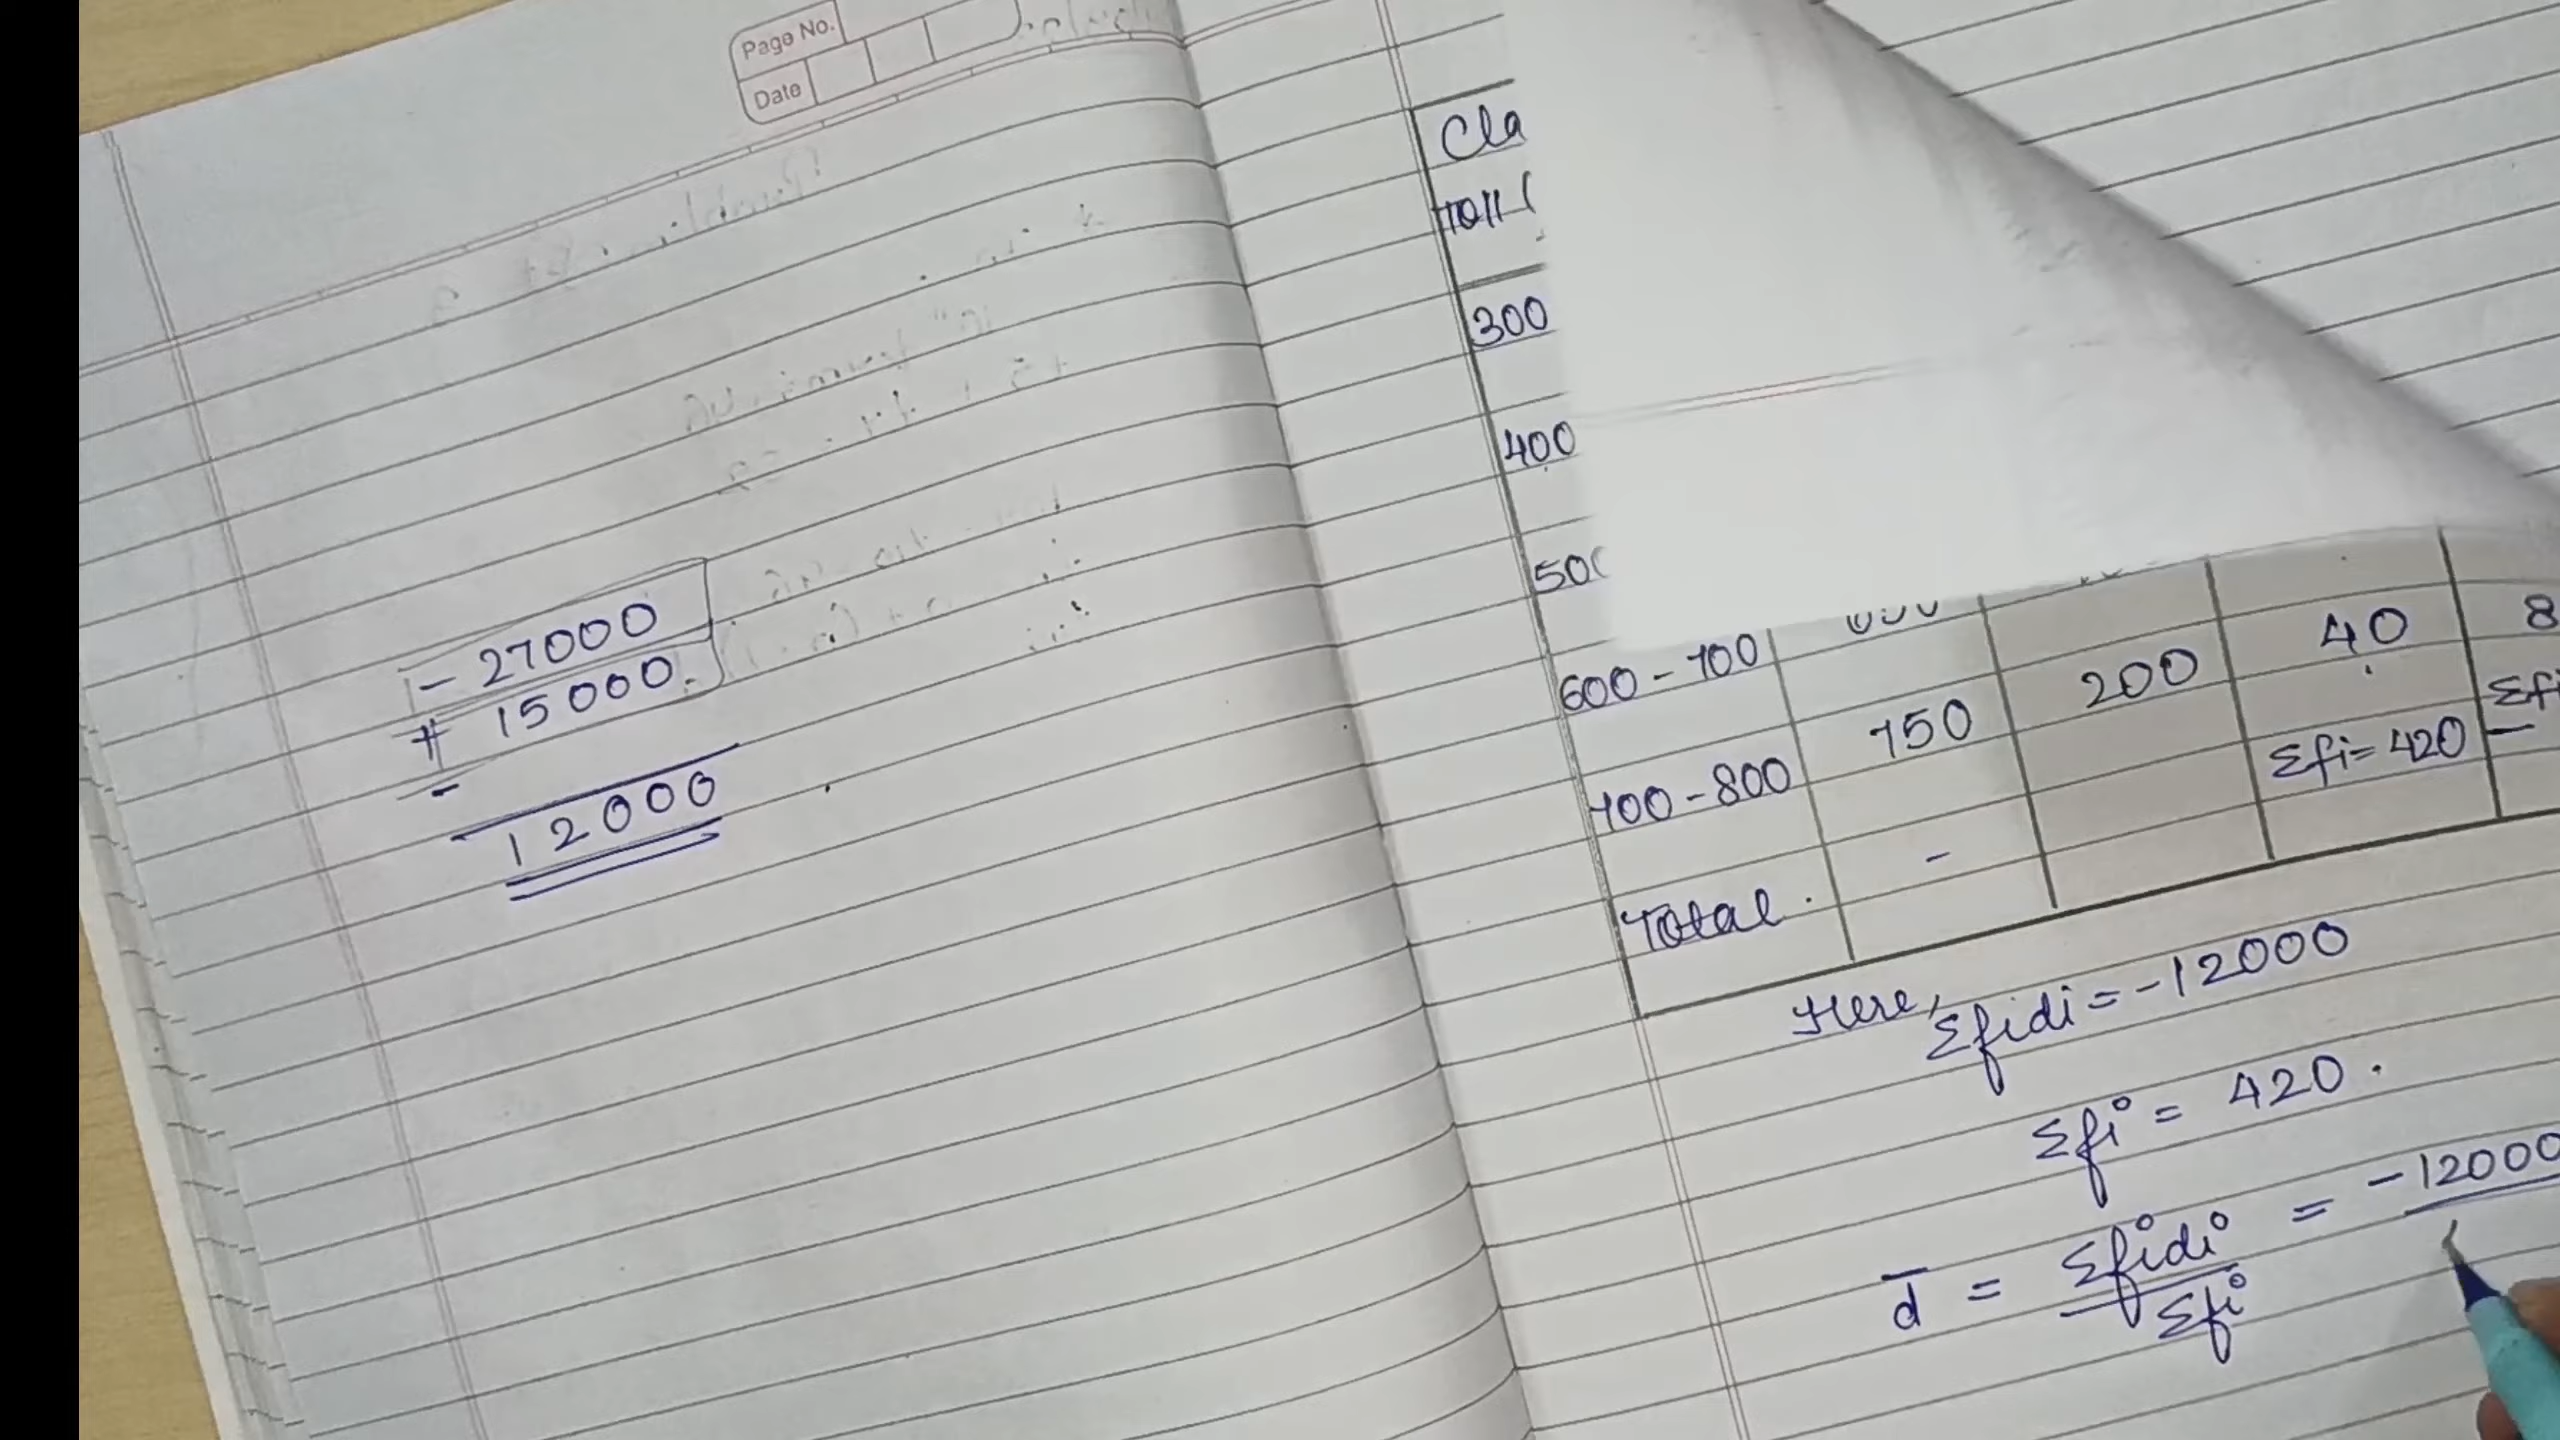 Page No.
Date
- 27000
+ 15000.
-
12000
Cla
Toll (
300
400
500
600 - 700
700 - 800 750 200 40 8
Total. - Σfi = 420 Σfi
Here,
Σfidi = -12000
Σfi = 420.
d̄ = Σfidi / Σfi = -12000